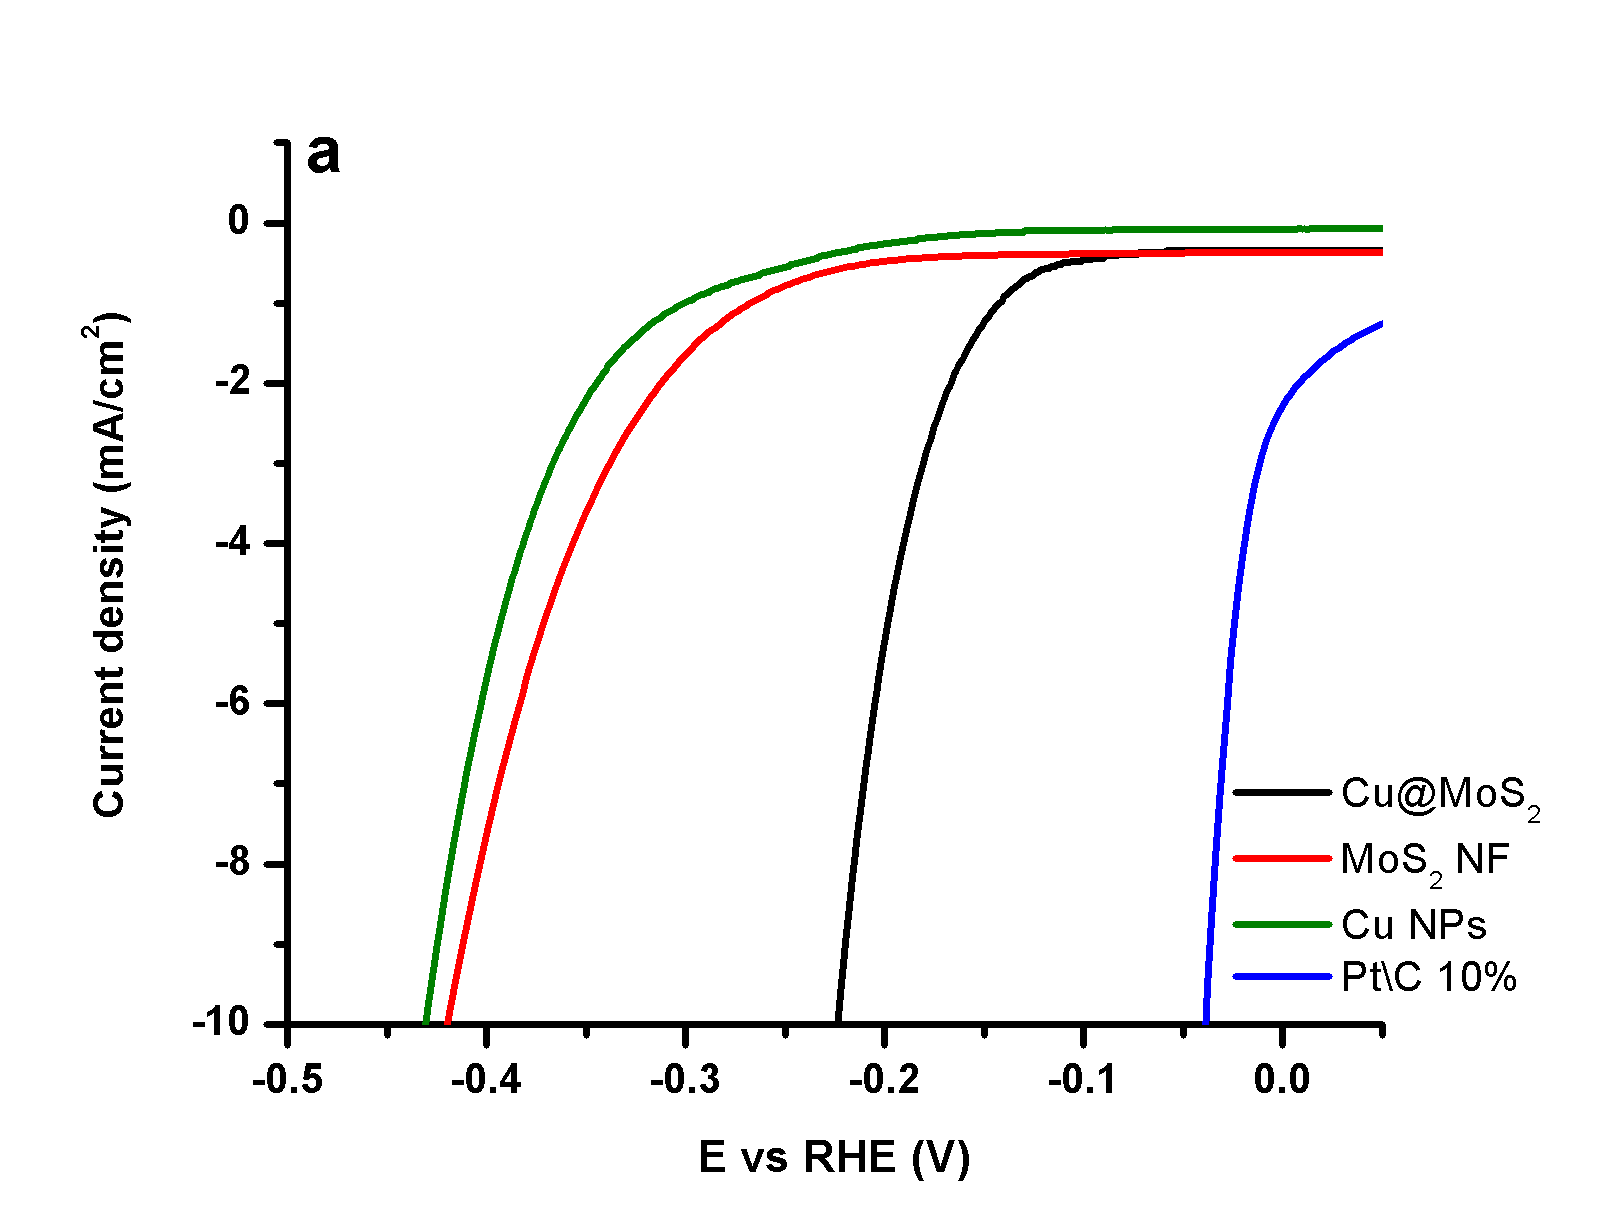 a
0
-2
-4
-6
-8
-10
Current density (mA/cm²)
-0.5 -0.4 -0.3 -0.2 -0.1 0.0
E vs RHE (V)
Cu@MoS₂
MoS₂ NF
Cu NPs
Pt\C 10%